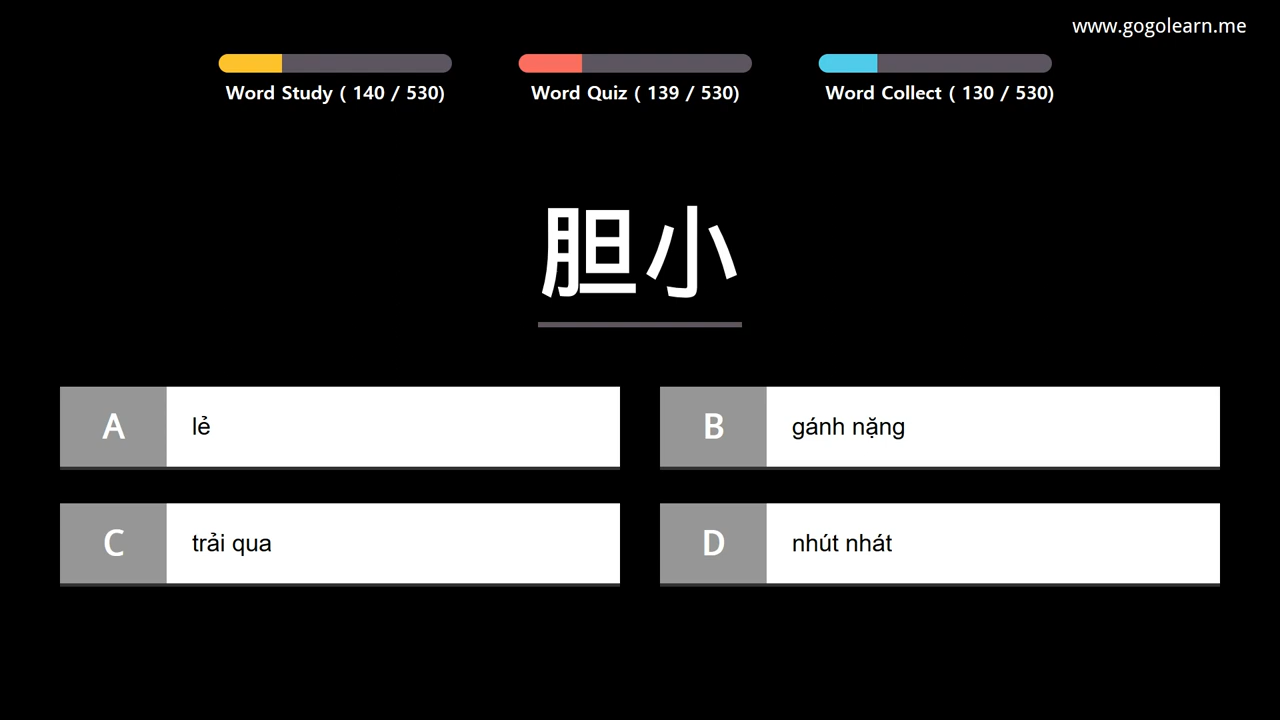 www.gogolearn.me
Word Study ( 140 / 530)
Word Quiz ( 139 / 530)
Word Collect ( 130 / 530)
胆小
A lẻ
B gánh nặng
C trải qua
D nhút nhát